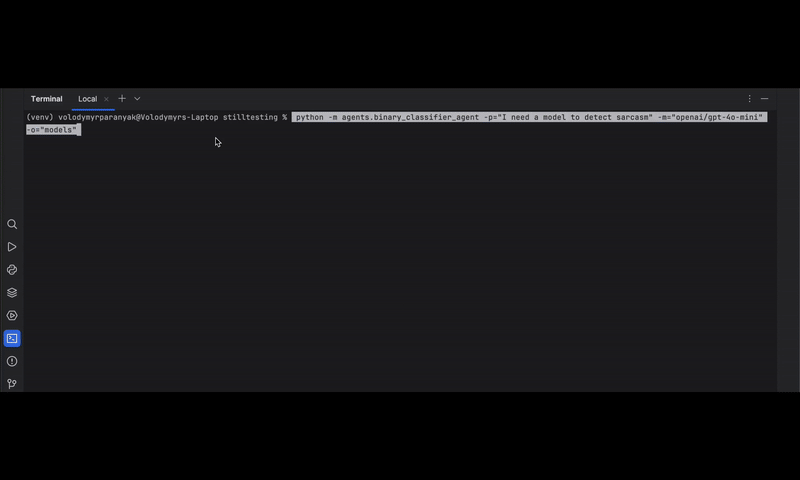 Terminal
Local
(venv) volodymyrparanyak@Volodymyrs-Laptop stilltesting % python -m agents.binary_classifier_agent -p="I need a model to detect sarcasm" -m="openai/gpt-4o-mini"
-o="models"